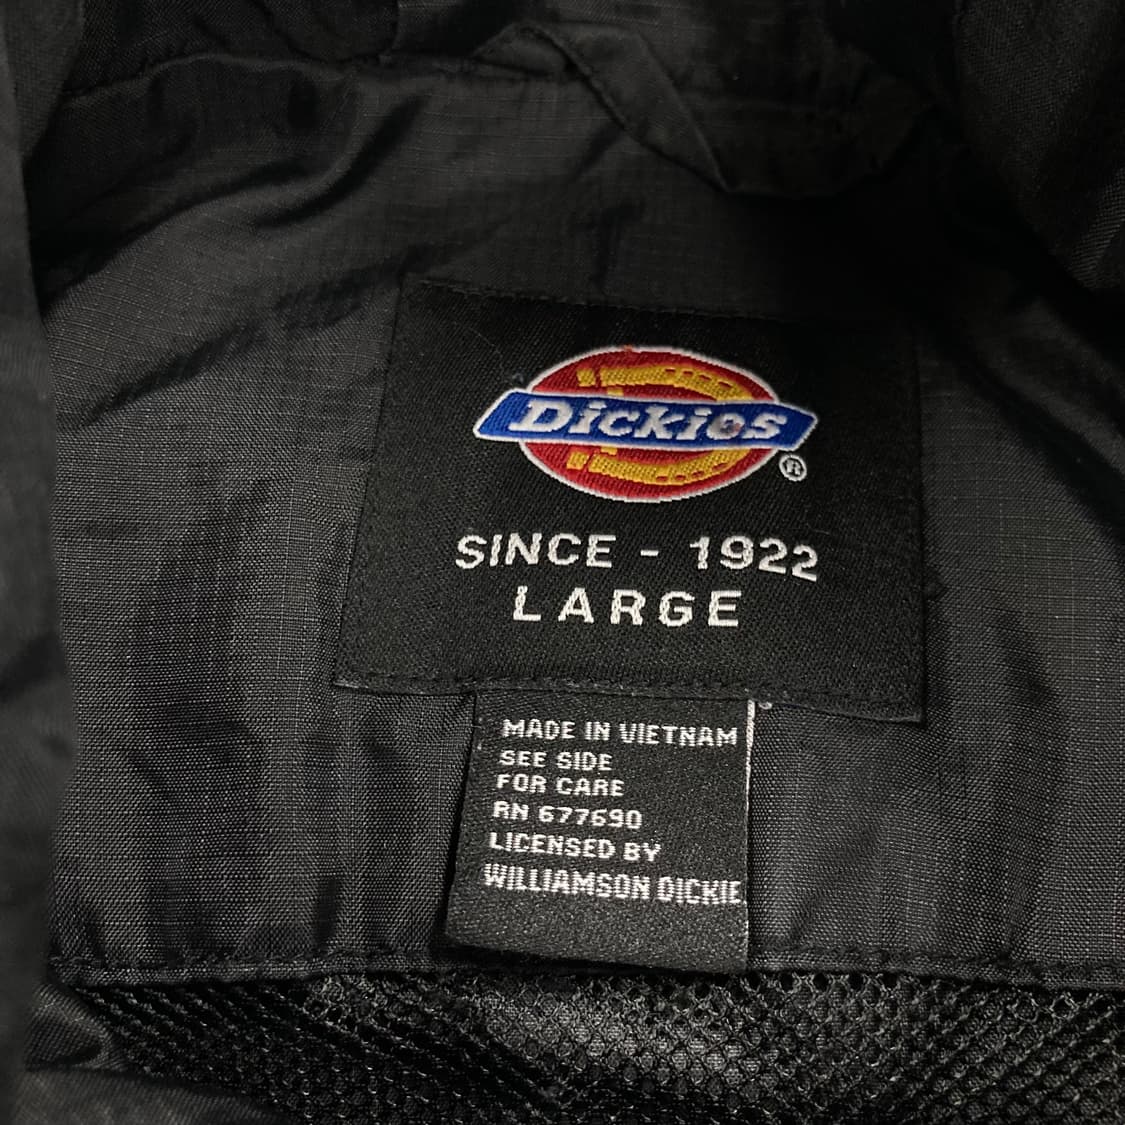 Dickies®
SINCE - 1922
LARGE
MADE IN VIETNAM
SEE SIDE
FOR CARE
RN 677690
LICENSED BY
WILLIAMSON DICKIE